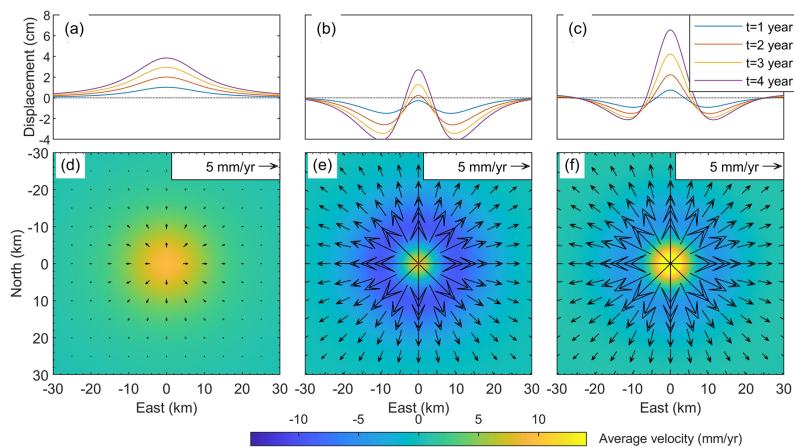 (a)
(b)
(c)
t=1 year
t=2 year
t=3 year
t=4 year
Displacement (cm)
8
6
4
2
0
-2
-4
(d)
5 mm/yr
(e)
5 mm/yr
(f)
5 mm/yr
North (km)
-30
-20
-10
0
10
20
30
-30 -20 -10 0 10 20 30
-20 -10 0 10 20 30
-20 -10 0 10 20 30
East (km)
East (km)
East (km)
-10 -5 0 5 10
Average velocity (mm/yr)